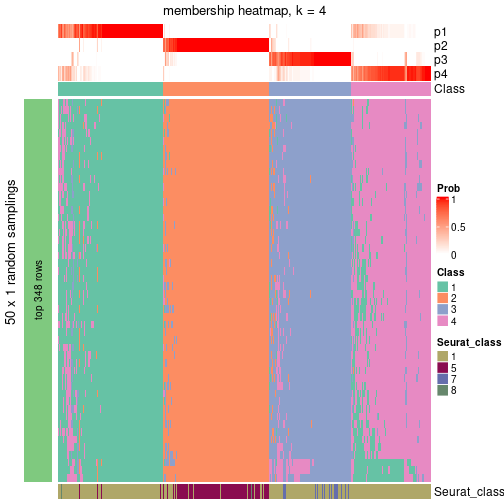 membership heatmap, k = 4
p1
p2
p3
p4
Class
50 x 1 random samplings
top 348 rows
Prob
1
0.5
0
Class
1
2
3
4
Seurat_class
1
5
7
8
Seurat_class